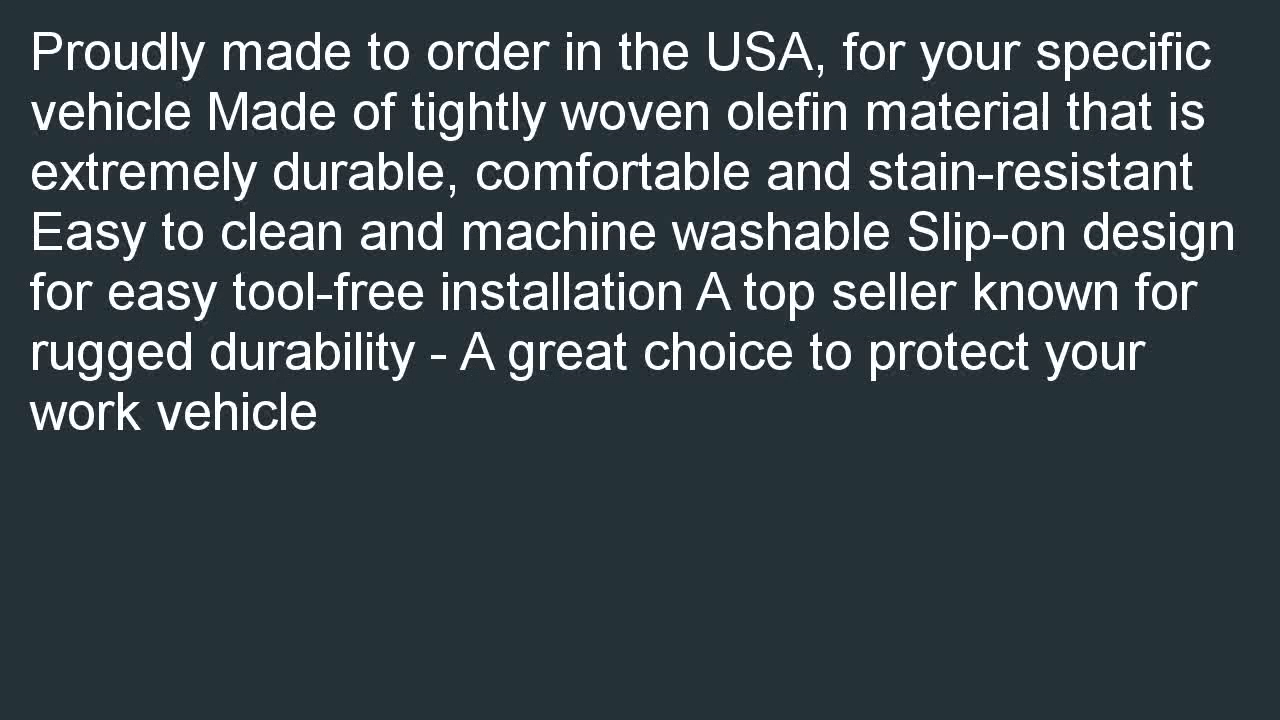 Proudly made to order in the USA, for your specific
vehicle Made of tightly woven olefin material that is
extremely durable, comfortable and stain-resistant
Easy to clean and machine washable Slip-on design
for easy tool-free installation A top seller known for
rugged durability - A great choice to protect your
work vehicle